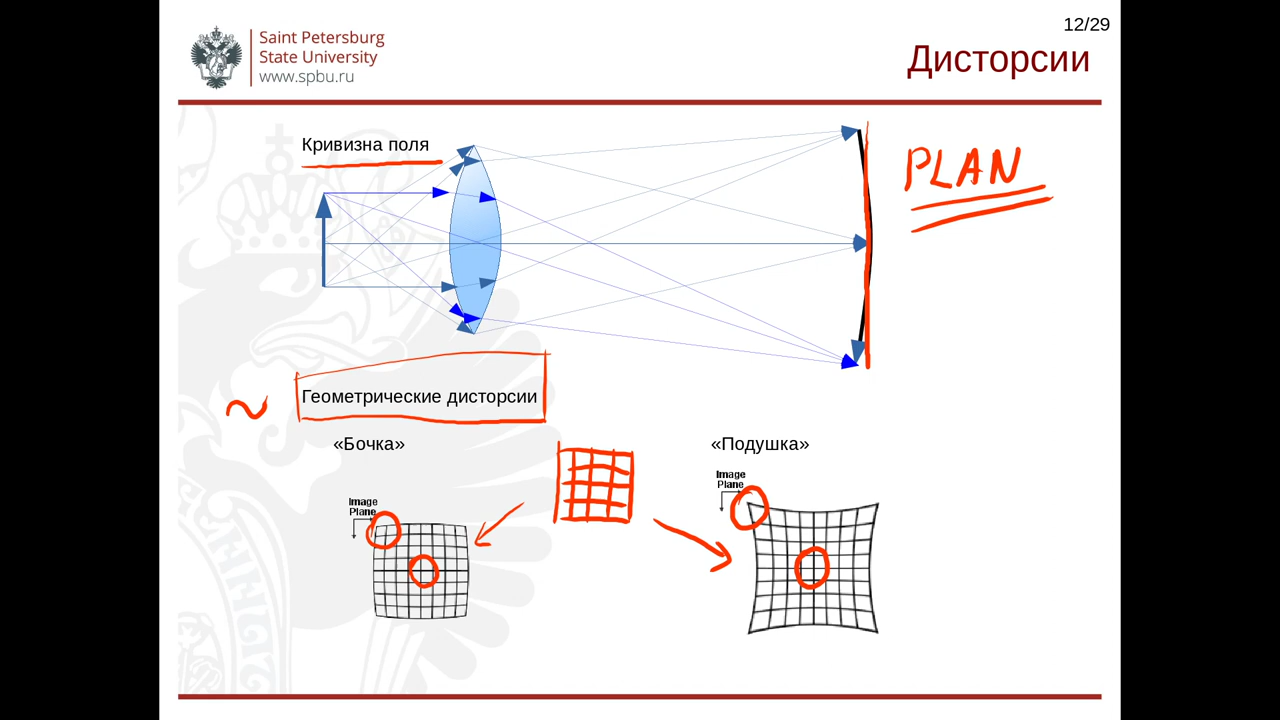 12/29
Saint Petersburg
State University
www.spbu.ru
Дисторсии
Кривизна поля
PLAN
Геометрические дисторсии
«Бочка»
«Подушка»
Image
Plane
Image
Plane